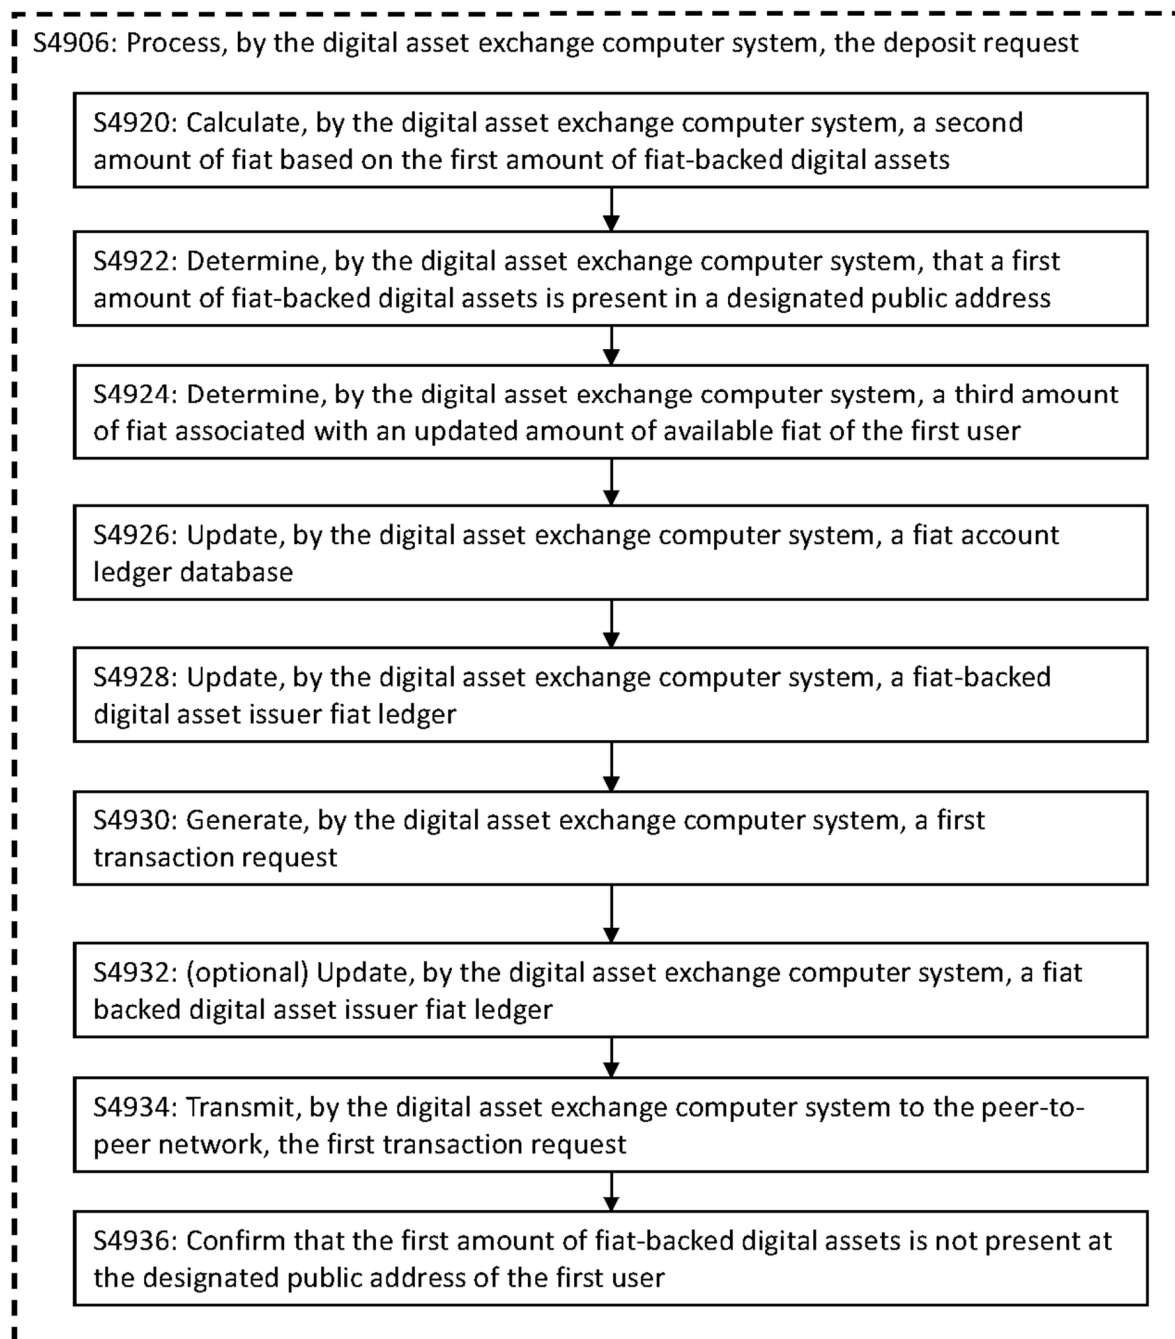 S4906: Process, by the digital asset exchange computer system, the deposit request
S4920: Calculate, by the digital asset exchange computer system, a second
amount of fiat based on the first amount of fiat-backed digital assets
S4922: Determine, by the digital asset exchange computer system, that a first
amount of fiat-backed digital assets is present in a designated public address
S4924: Determine, by the digital asset exchange computer system, a third amount
of fiat associated with an updated amount of available fiat of the first user
S4926: Update, by the digital asset exchange computer system, a fiat account
ledger database
S4928: Update, by the digital asset exchange computer system, a fiat-backed
digital asset issuer fiat ledger
S4930: Generate, by the digital asset exchange computer system, a first
transaction request
S4932: (optional) Update, by the digital asset exchange computer system, a fiat
backed digital asset issuer fiat ledger
S4934: Transmit, by the digital asset exchange computer system to the peer-to-
peer network, the first transaction request
S4936: Confirm that the first amount of fiat-backed digital assets is not present at
the designated public address of the first user